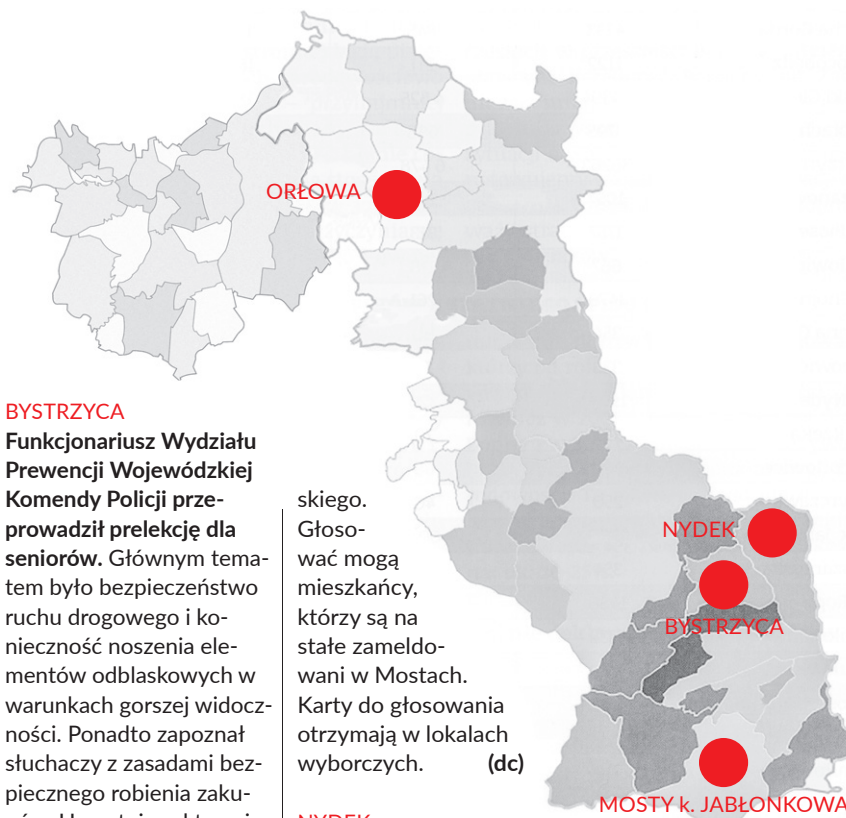 ORŁOWA
NYDEK
BYSTRZYCA
MOSTY k. JABŁONKOWA
BYSTRZYCA
Funkcjonariusz Wydziału
Prewencji Wojewódzkiej
Komendy Policji prze-
prowadził prelekcję dla
seniorów. Głównym tema-
tem było bezpieczeństwo
ruchu drogowego i ko-
nieczność noszenia ele-
mentów odblaskowych w
warunkach gorszej widocz-
ności. Ponadto zapoznał
słuchaczy z zasadami bez-
piecznego robienia zaku-
skiego.
Głoso-
wać mogą
mieszkańcy,
którzy są na
stałe zameldo-
wani w Mostach.
Karty do głosowania
otrzymają w lokalach
wyborczych. (dc)
NYDEK